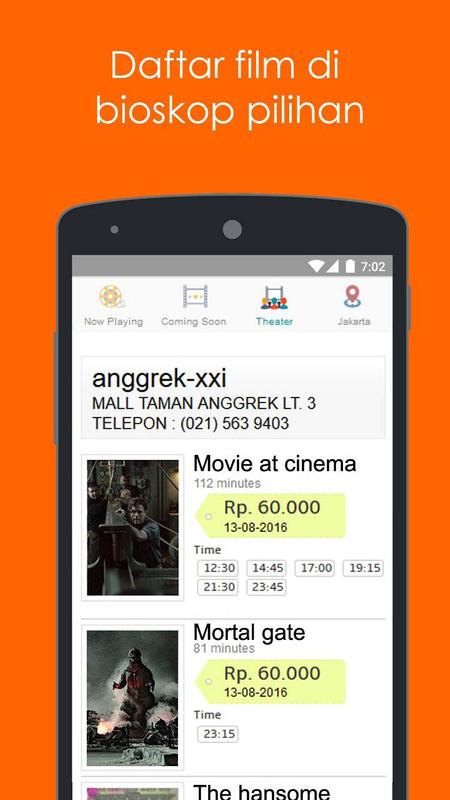 Daftar film di
bioskop pilihan
7:02
Now Playing
Coming Soon
Theater
Jakarta
anggrek-xxi
MALL TAMAN ANGGREK LT. 3
TELEPON : (021) 563 9403
Movie at cinema
112 minutes
Rp. 60.000
13-08-2016
Time
12:30 14:45 17:00 19:15
21:30 23:45
Mortal gate
81 minutes
Rp. 60.000
13-08-2016
Time
23:15
The hansome